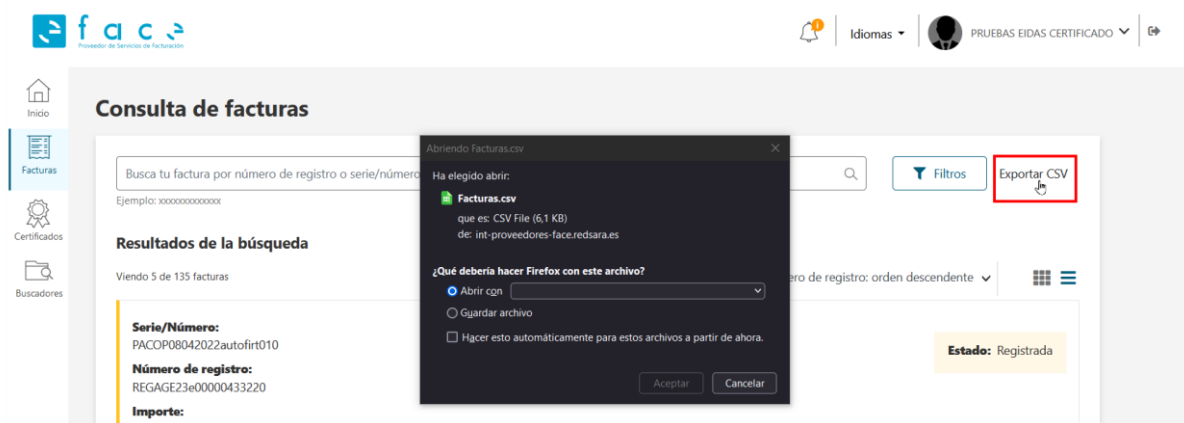 face
Proveedor de Servicios de Facturación
Idiomas
PRUEBAS EIDAS CERTIFICADO
Inicio
Facturas
Certificados
Buscadores
Consulta de facturas
Busca tu factura por número de registro o serie/número
Filtros
Exportar CSV
Ejemplo: xxxxxxxxxxxxx
Resultados de la búsqueda
Viendo 5 de 135 facturas
ero de registro: orden descendente
Serie/Número:
PACOP08042022autofirt010
Número de registro:
REGAGE23e00000433220
Importe:
Estado: Registrada
Abriendo Facturas.csv
Ha elegido abrir:
Facturas.csv
que es: CSV File (6,1 KB)
de: int-proveedores-face.redsara.es
¿Qué debería hacer Firefox con este archivo?
Abrir con
Guardar archivo
Hacer esto automáticamente para estos archivos a partir de ahora.
Aceptar
Cancelar